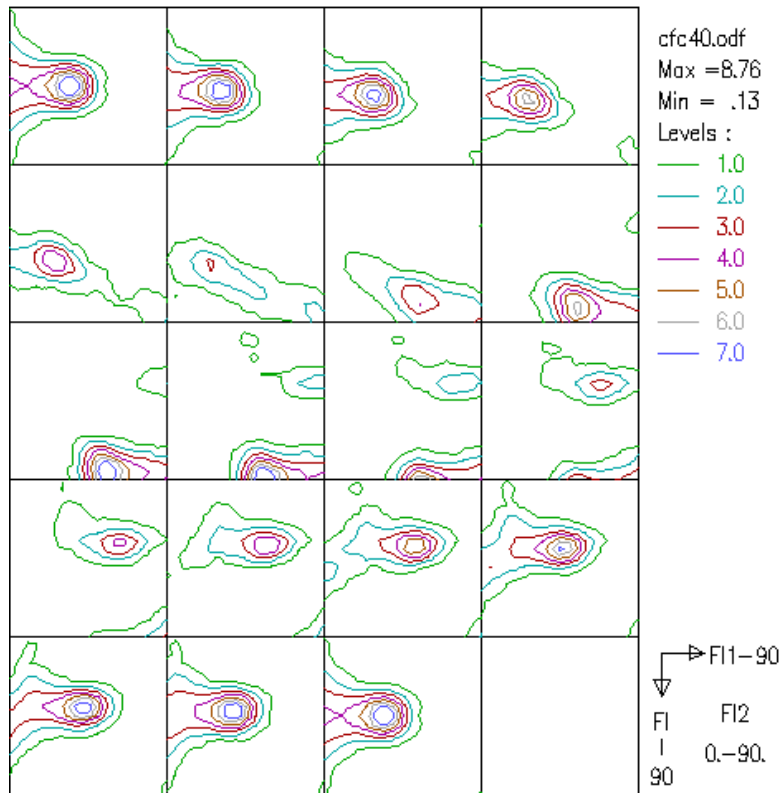 cfc40.odf
Max =8.76
Min = .13
Levels :
1.0
2.0
3.0
4.0
5.0
6.0
7.0
FI1-90
FI
|
90
FI2
0.-90.